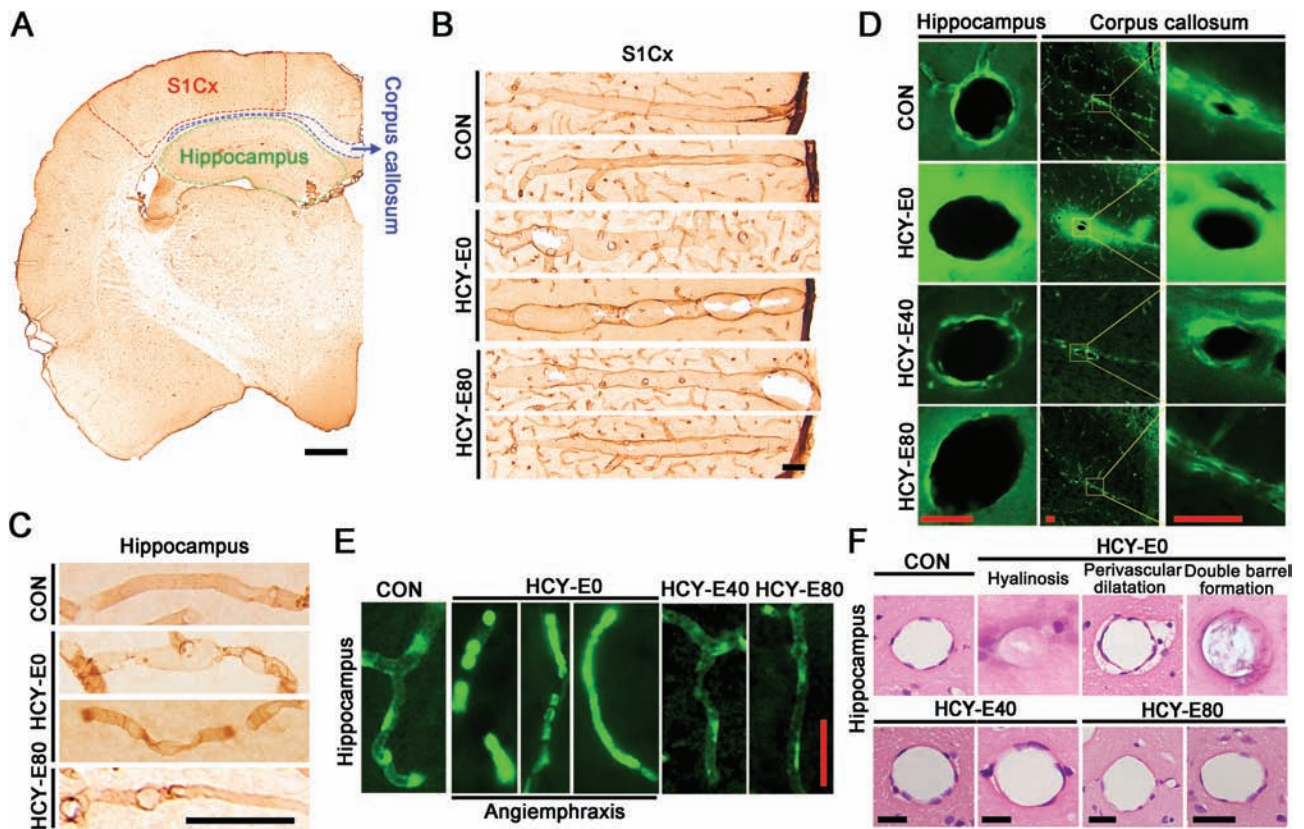 A
S1Cx
Hippocampus
Corpus callosum
B
S1Cx
CON
HCY-E0
HCY-E80
C
Hippocampus
CON
HCY-E0
HCY-E80
D
Hippocampus
Corpus callosum
CON
HCY-E0
HCY-E40
HCY-E80
E
CON
HCY-E0
HCY-E40
HCY-E80
Hippocampus
Angiemphraxis
F
CON
HCY-E0
Hyalinosis
Perivascular
dilatation
Double barrel
formation
Hippocampus
HCY-E40
HCY-E80